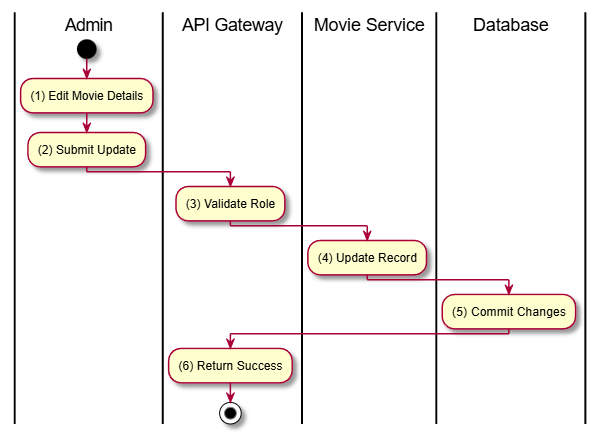 Admin API Gateway Movie Service Database
(1) Edit Movie Details
(2) Submit Update
(3) Validate Role
(4) Update Record
(5) Commit Changes
(6) Return Success